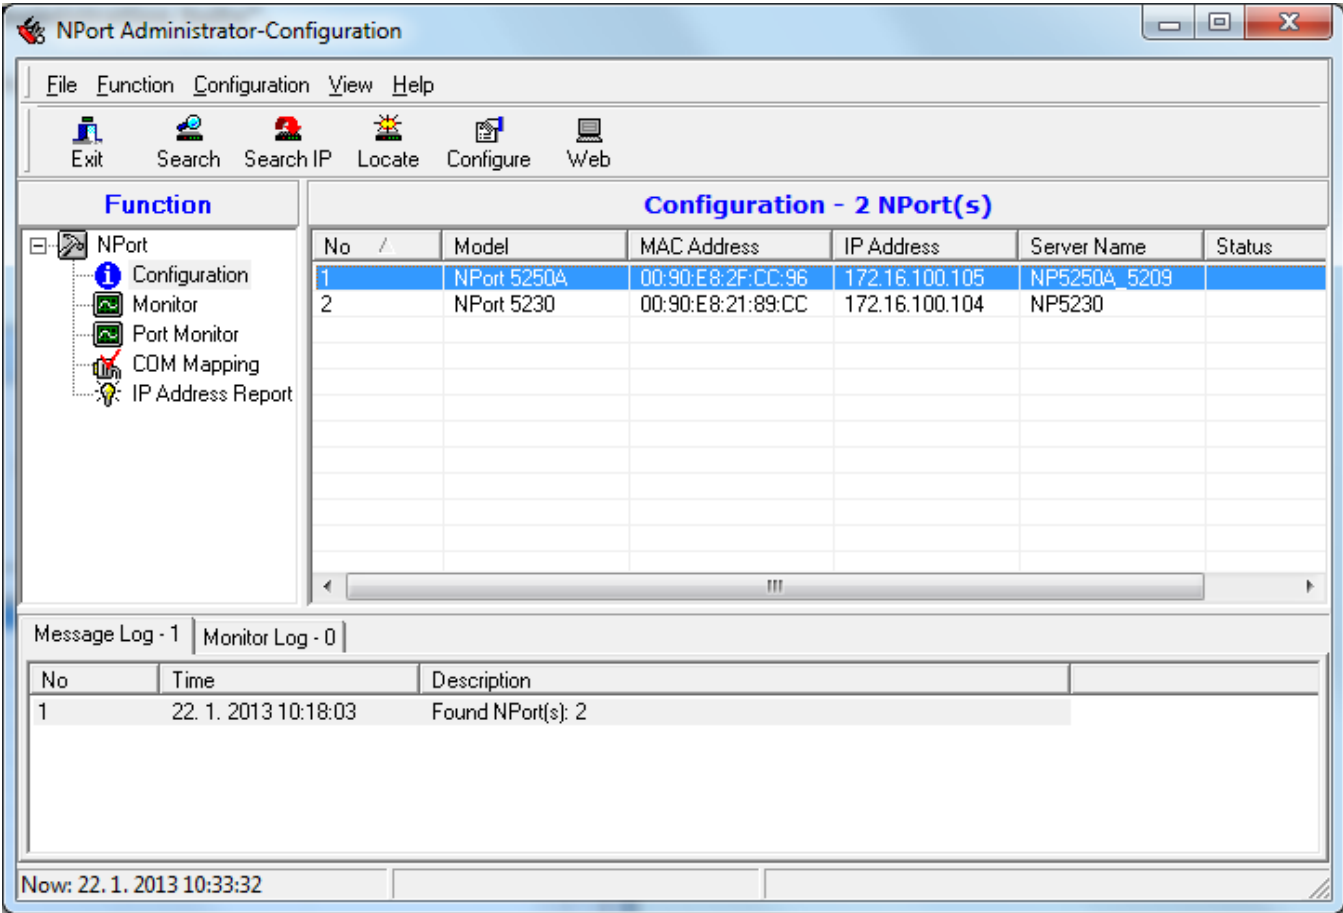 NPort Administrator-Configuration
File Function Configuration View Help
Exit Search Search IP Locate Configure Web
Function
NPort
Configuration
Monitor
Port Monitor
COM Mapping
IP Address Report
Configuration - 2 NPort(s)
No Model MAC Address IP Address Server Name Status
1 NPort 5250A 00:90:E8:2F:CC:96 172.16.100.105 NP5250A_5209
2 NPort 5230 00:90:E8:21:89:CC 172.16.100.104 NP5230
Message Log - 1 Monitor Log - 0
No Time Description
1 22. 1. 2013 10:18:03 Found NPort(s): 2
Now: 22. 1. 2013 10:33:32